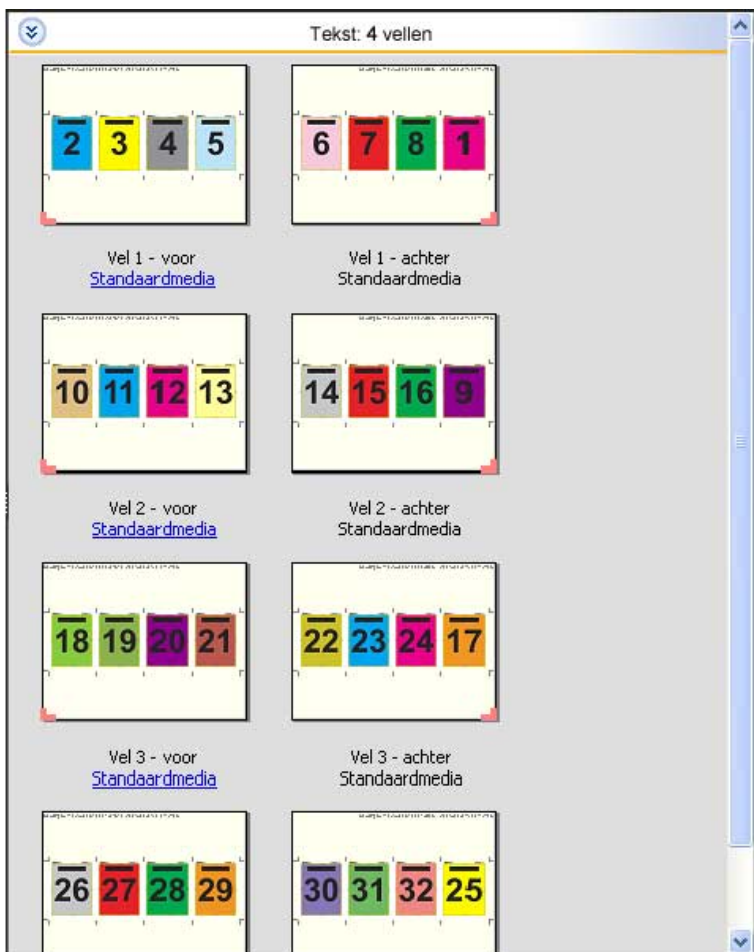 Tekst: 4 vellen
2 3 4 5
6 7 8 1
Vel 1 - voor
Standaardmedia
Vel 1 - achter
Standaardmedia
10 11 12 13
14 15 16 9
Vel 2 - voor
Standaardmedia
Vel 2 - achter
Standaardmedia
18 19 20 21
22 23 24 17
Vel 3 - voor
Standaardmedia
Vel 3 - achter
Standaardmedia
26 27 28 29
30 31 32 25